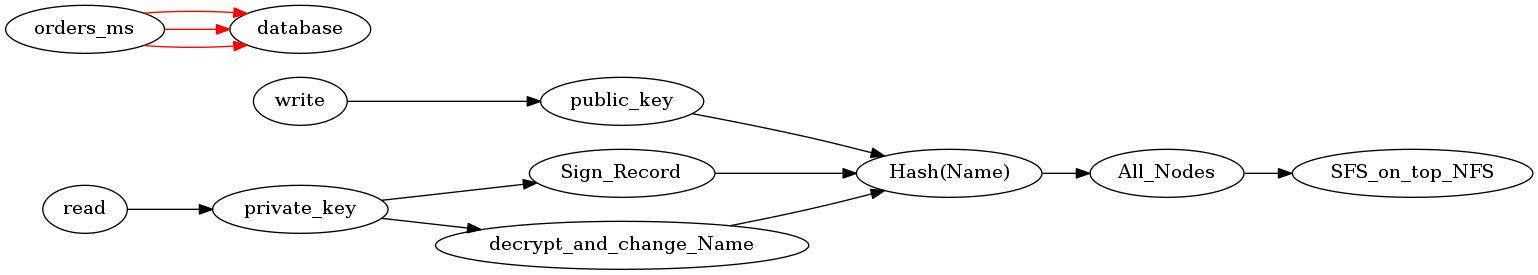 orders_ms
database
write
public_key
Sign_Record
Hash(Name)
All_Nodes
SFS_on_top_NFS
read
private_key
decrypt_and_change_Name